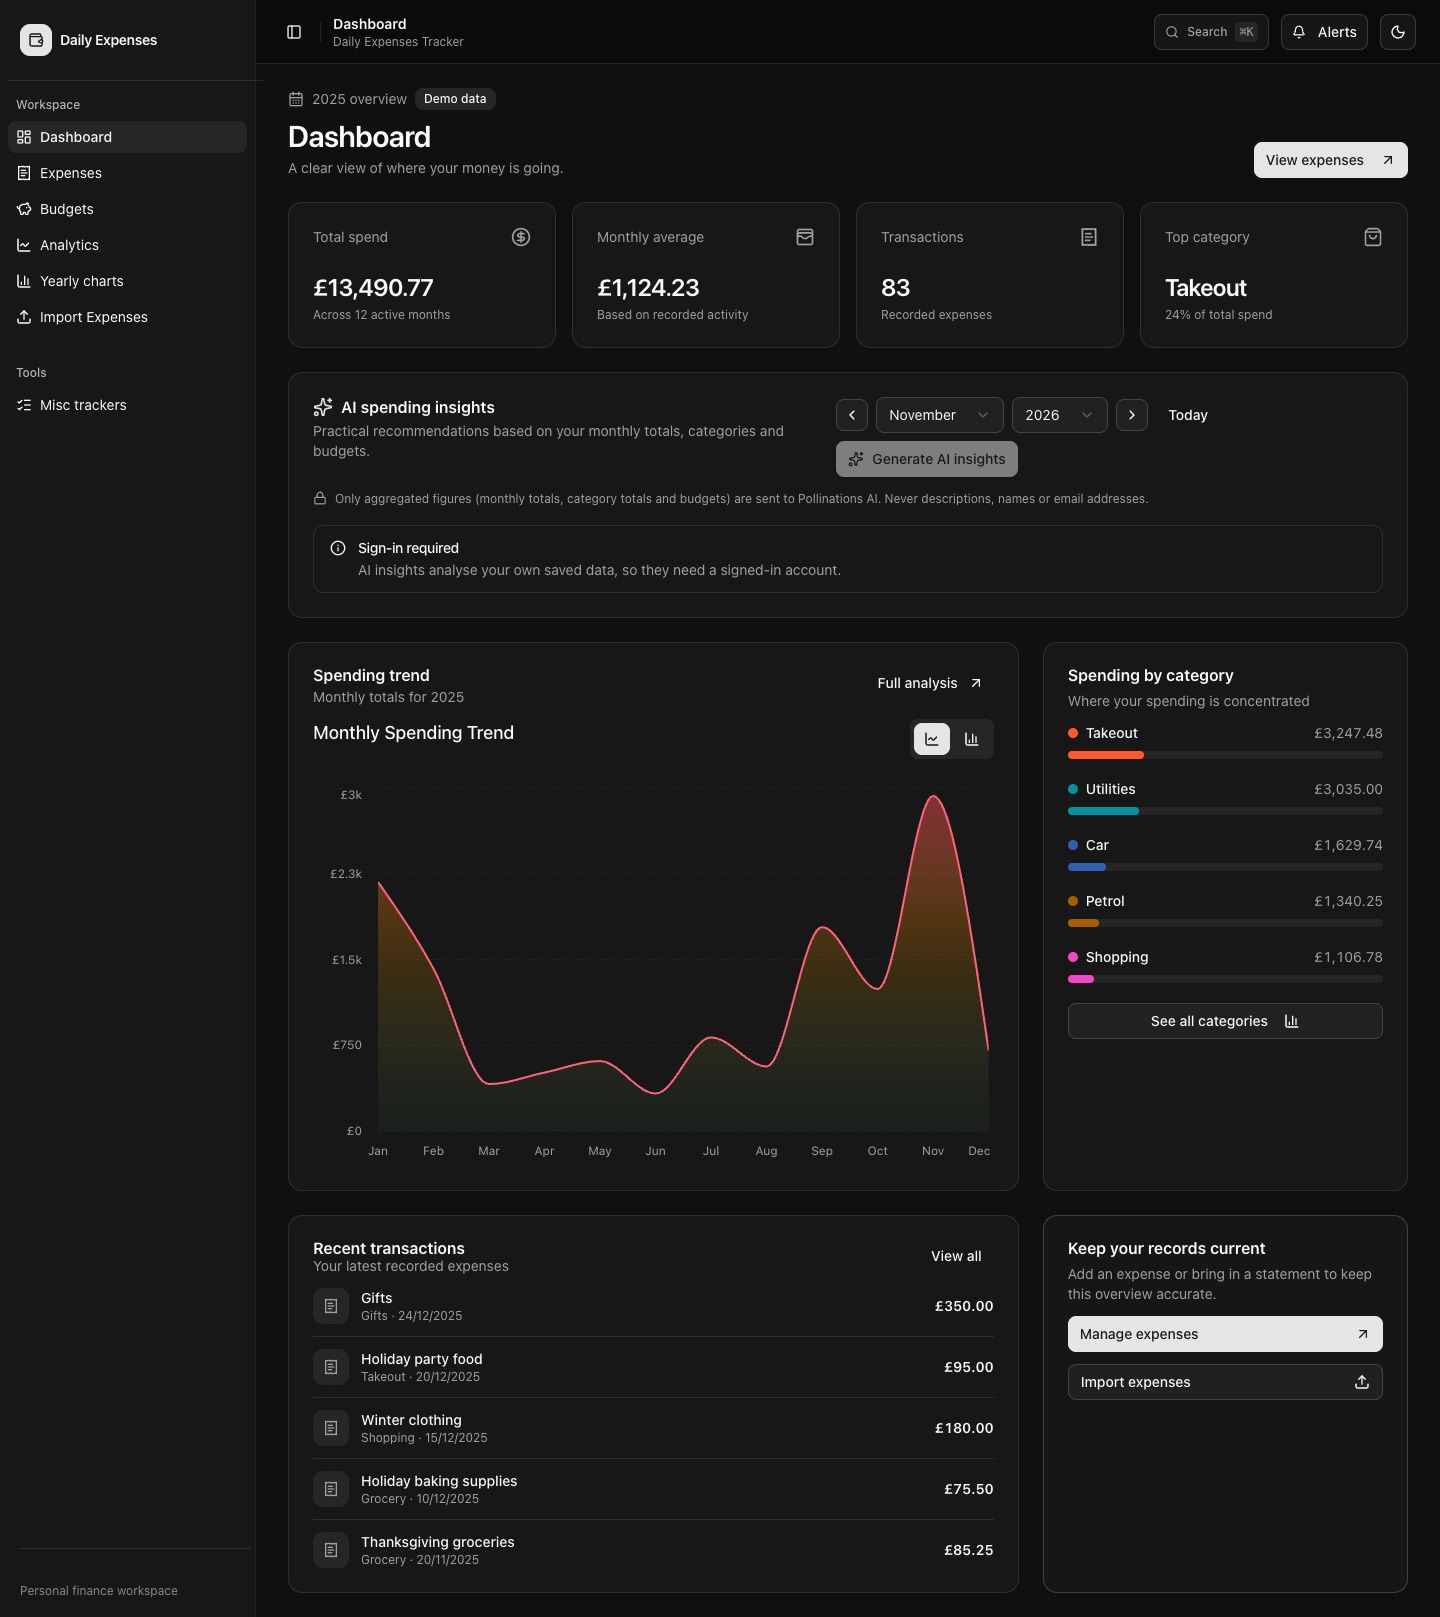 Daily Expenses
Workspace
Dashboard
Expenses
Budgets
Analytics
Yearly charts
Import Expenses
Tools
Misc trackers
Personal finance workspace
Dashboard
Daily Expenses Tracker
Search ⌘K
Alerts
2025 overview Demo data
Dashboard
A clear view of where your money is going.
View expenses
Total spend
£13,490.77
Across 12 active months
Monthly average
£1,124.23
Based on recorded activity
Transactions
83
Recorded expenses
Top category
Takeout
24% of total spend
AI spending insights
Practical recommendations based on your monthly totals, categories and
budgets.
November 2026 Today
Generate AI insights
Only aggregated figures (monthly totals, category totals and budgets) are sent to Pollinations AI. Never descriptions, names or email addresses.
Sign-in required
AI insights analyse your own saved data, so they need a signed-in account.
Spending trend
Monthly totals for 2025
Full analysis
Monthly Spending Trend
£3k
£2.3k
£1.5k
£750
£0
Jan Feb Mar Apr May Jun Jul Aug Sep Oct Nov Dec
Spending by category
Where your spending is concentrated
Takeout £3,247.48
Utilities £3,035.00
Car £1,629.74
Petrol £1,340.25
Shopping £1,106.78
See all categories
Recent transactions
Your latest recorded expenses
View all
Gifts
Gifts · 24/12/2025
£350.00
Holiday party food
Takeout · 20/12/2025
£95.00
Winter clothing
Shopping · 15/12/2025
£180.00
Holiday baking supplies
Grocery · 10/12/2025
£75.50
Thanksgiving groceries
Grocery · 20/11/2025
£85.25
Keep your records current
Add an expense or bring in a statement to keep
this overview accurate.
Manage expenses
Import expenses